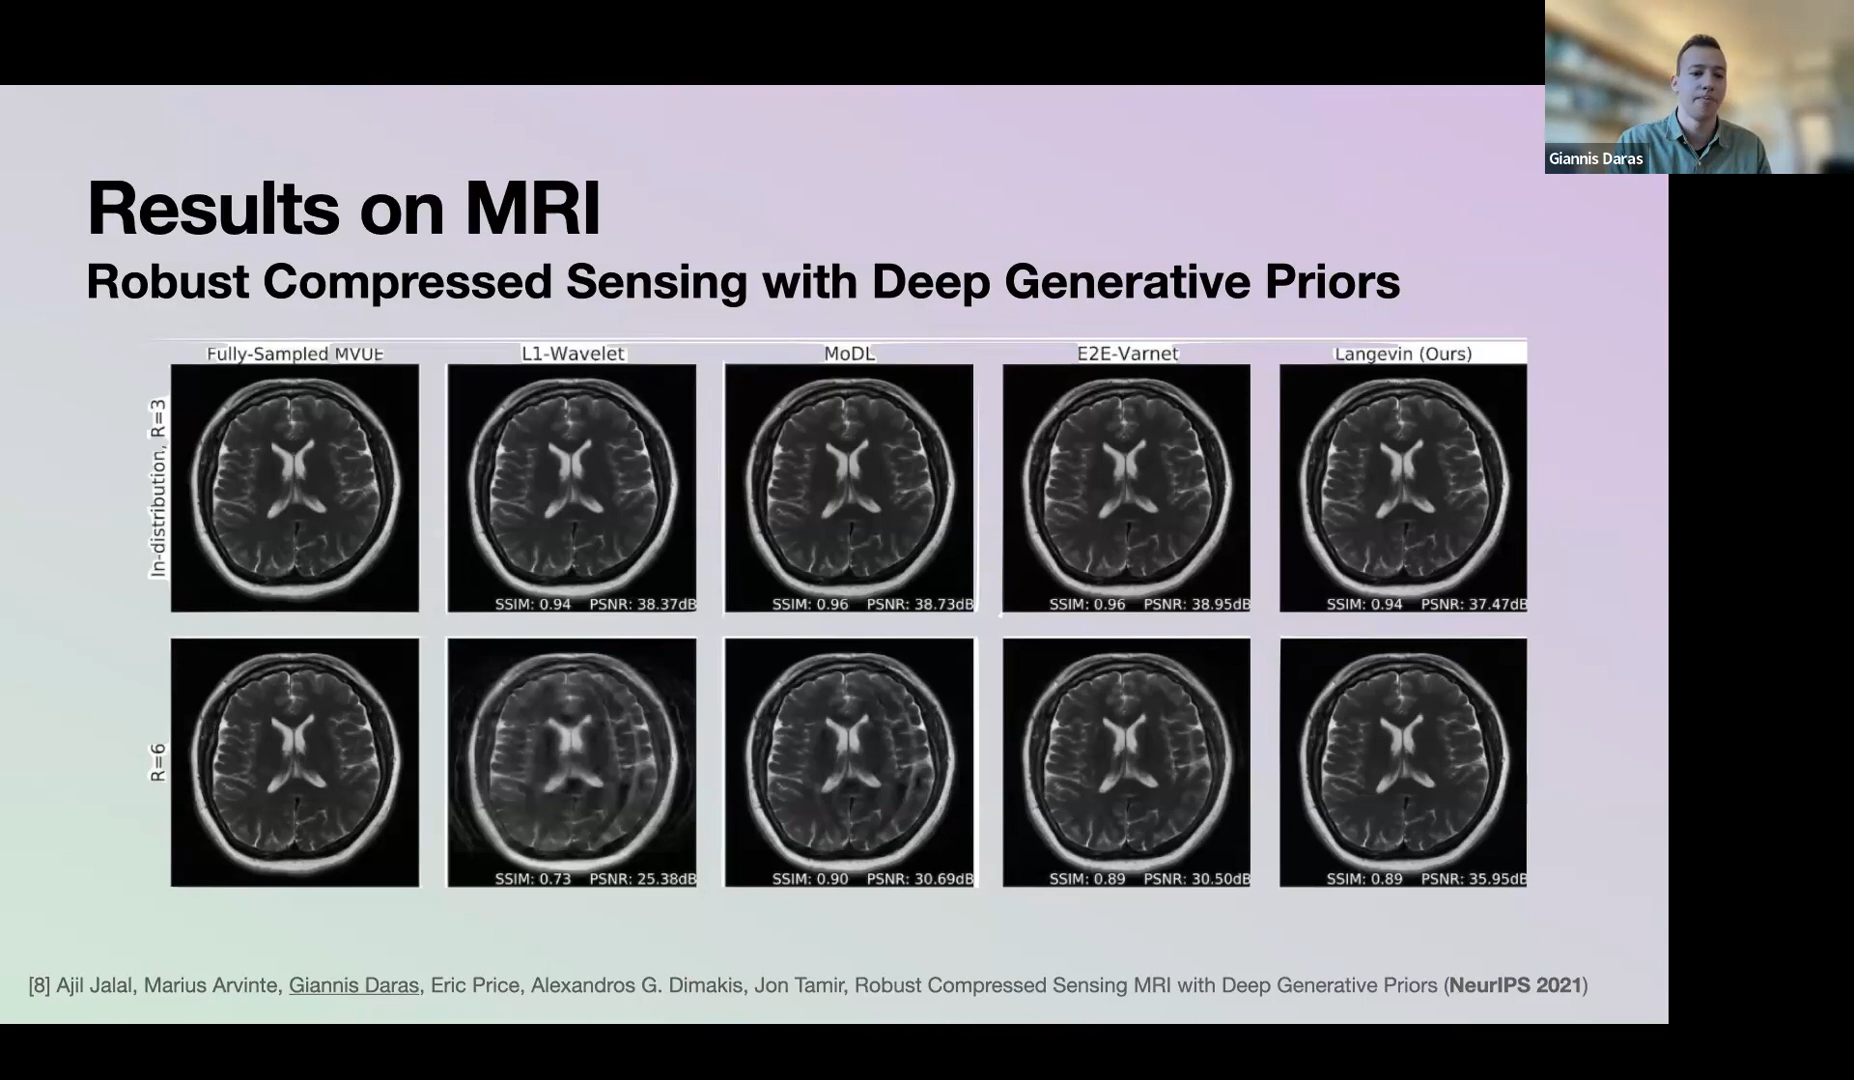 Giannis Daras
Results on MRI
Robust Compressed Sensing with Deep Generative Priors
Fully-Sampled MVUE
L1-Wavelet
MoDL
E2E-Varnet
Langevin (Ours)
In-distribution, R=3
SSIM: 0.94 PSNR: 38.37dB
SSIM: 0.96 PSNR: 38.73dB
SSIM: 0.96 PSNR: 38.95dB
SSIM: 0.94 PSNR: 37.47dB
R=6
SSIM: 0.73 PSNR: 25.38dB
SSIM: 0.90 PSNR: 30.69dB
SSIM: 0.89 PSNR: 30.50dB
SSIM: 0.89 PSNR: 35.95dB
[8] Ajil Jalal, Marius Arvinte, Giannis Daras, Eric Price, Alexandros G. Dimakis, Jon Tamir, Robust Compressed Sensing MRI with Deep Generative Priors (NeurIPS 2021)